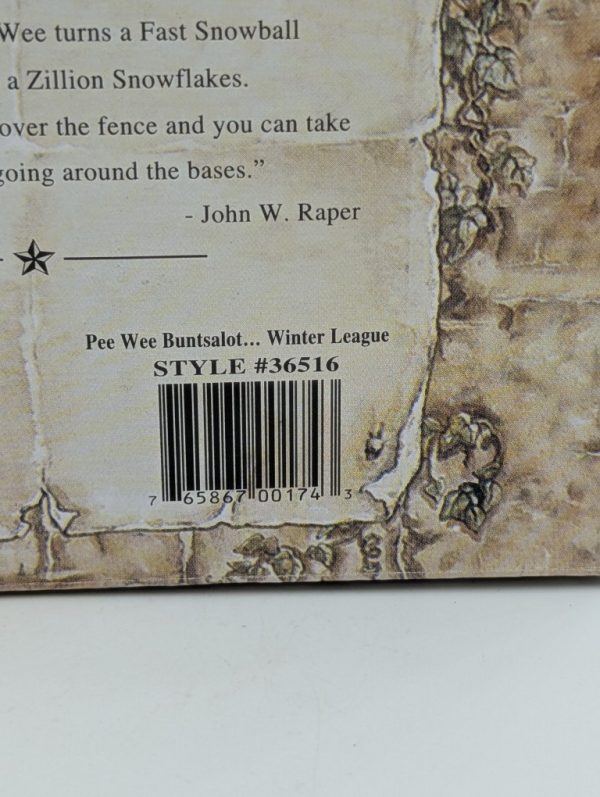 Wee turns a Fast Snowball
a Zillion Snowflakes.
over the fence and you can take
going around the bases.”
- John W. Raper
Pee Wee Buntsalot... Winter League
STYLE #36516
7 65867 00174 3